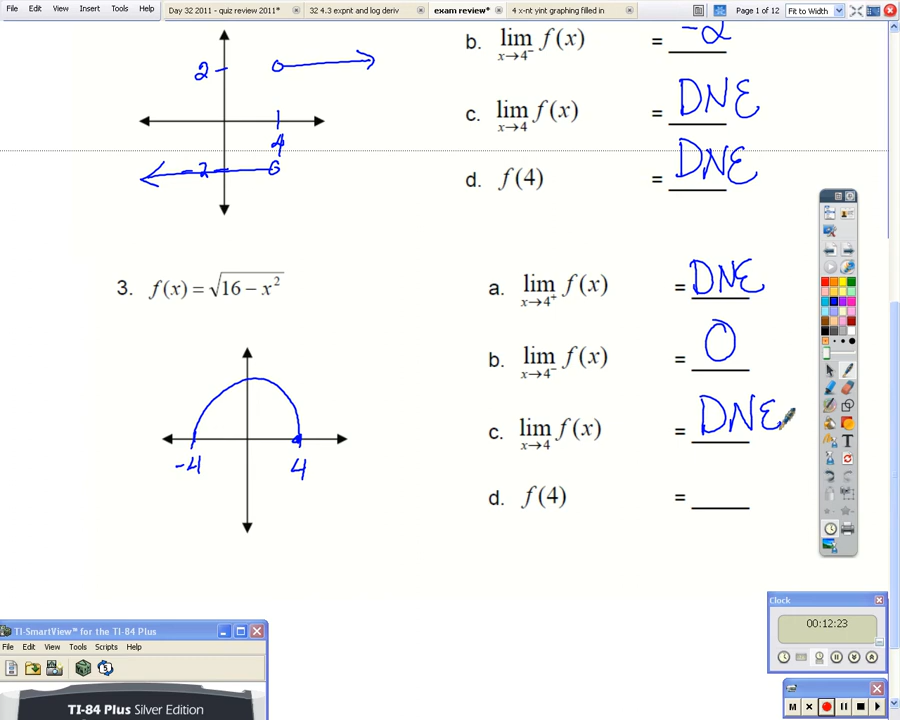 File Edit View Insert Tools Help Day 32 2011 - quiz review 2011* 32 4.3 expnt and log deriv exam review* 4 x-nt yint graphing filled in Page 1 of 12 Fit to Width
b. lim x→4⁻ f(x) = -2
2
c. lim x→4 f(x) = DNE
4
-2
d. f(4) = DNE
3. f(x) = √(16 − x²)
a. lim x→4⁺ f(x) = DNE
b. lim x→4⁻ f(x) = 0
c. lim x→4 f(x) = DNE
-4 4
d. f(4) = ____
Clock
00:12:23
TI-SmartView™ for the TI-84 Plus
File Edit View Tools Scripts Help
TI-84 Plus Silver Edition